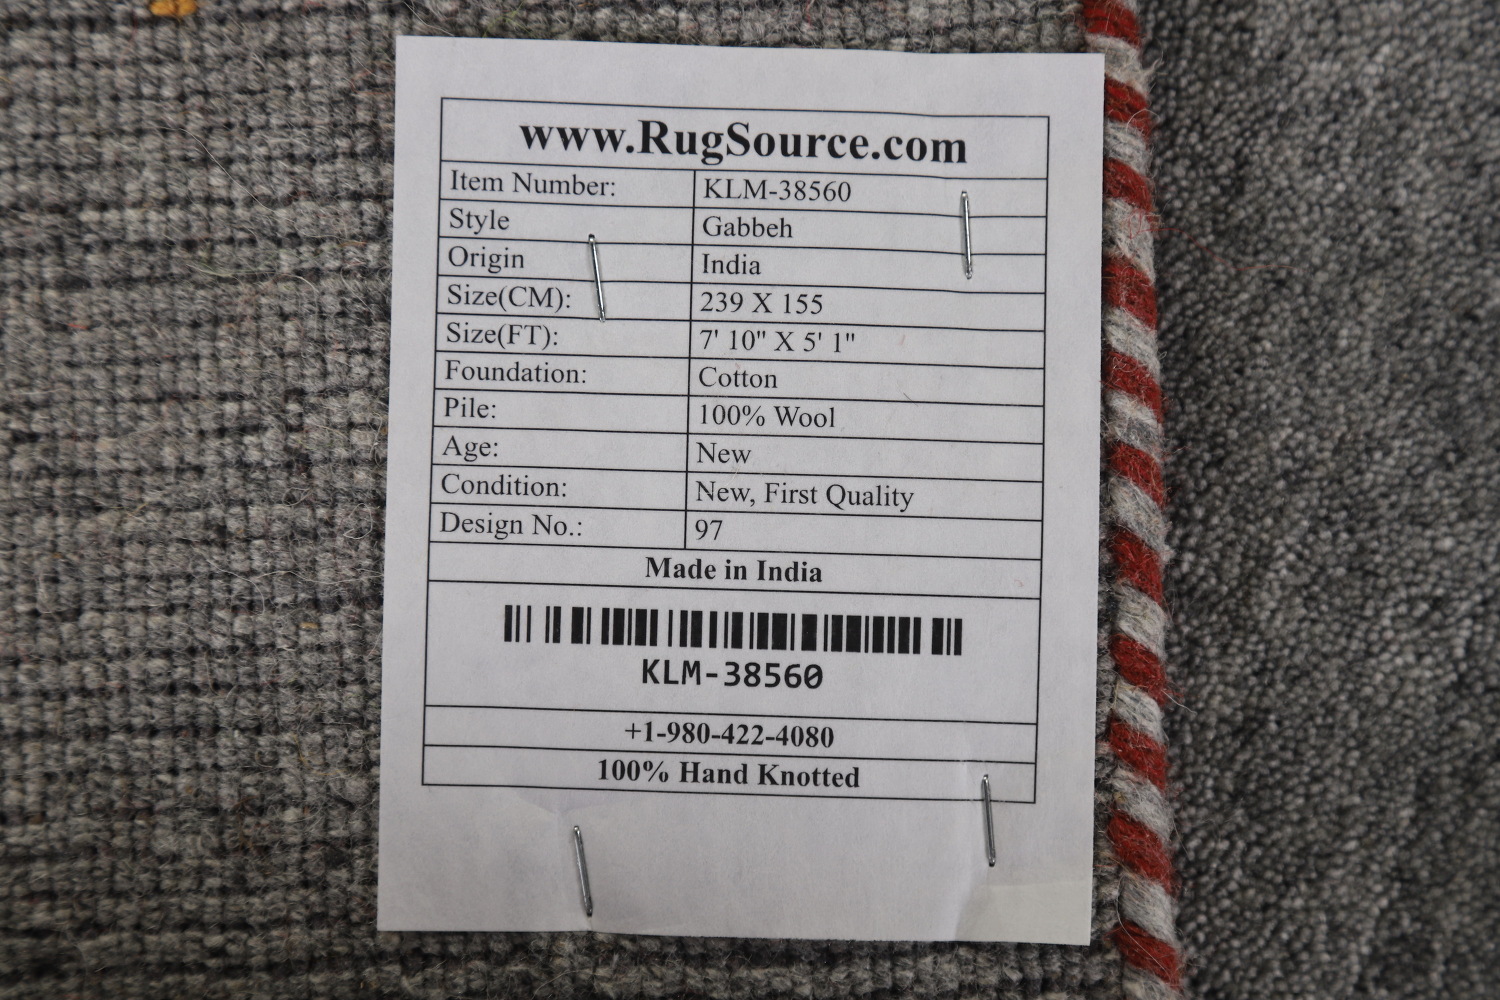 www.RugSource.com
Item Number: KLM-38560
Style Gabbeh
Origin India
Size(CM): 239 X 155
Size(FT): 7' 10" X 5' 1"
Foundation: Cotton
Pile: 100% Wool
Age: New
Condition: New, First Quality
Design No.: 97
Made in India
KLM-38560
+1-980-422-4080
100% Hand Knotted